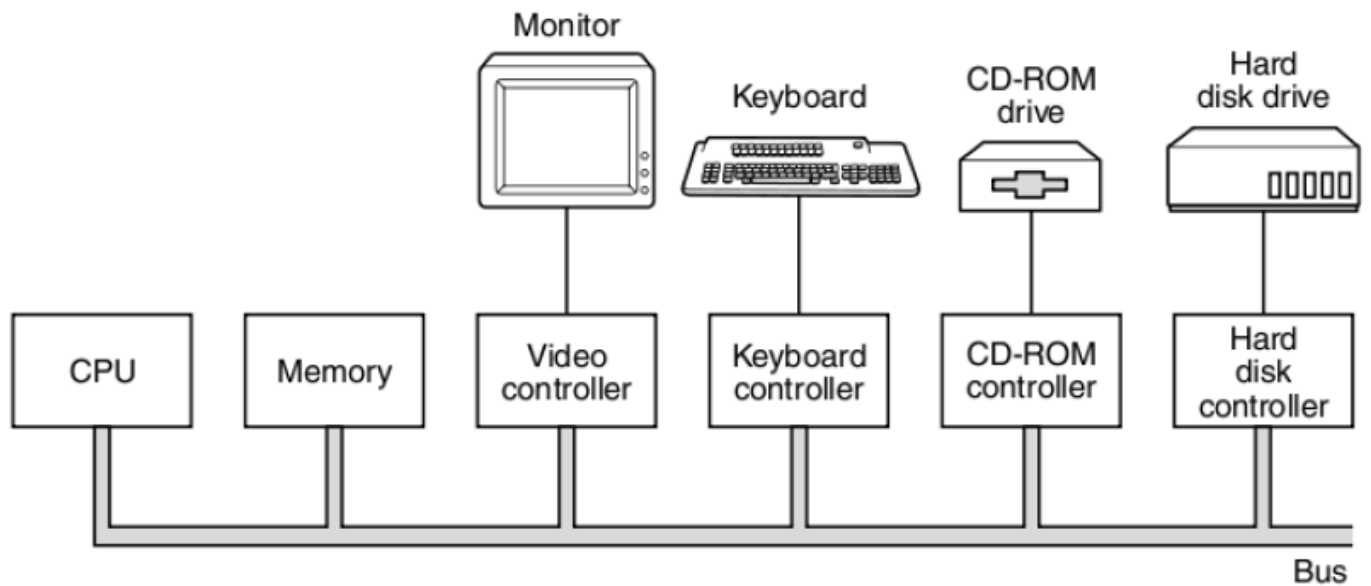 Monitor
Keyboard
CD-ROM
drive
Hard
disk drive
CPU
Memory
Video
controller
Keyboard
controller
CD-ROM
controller
Hard
disk
controller
Bus